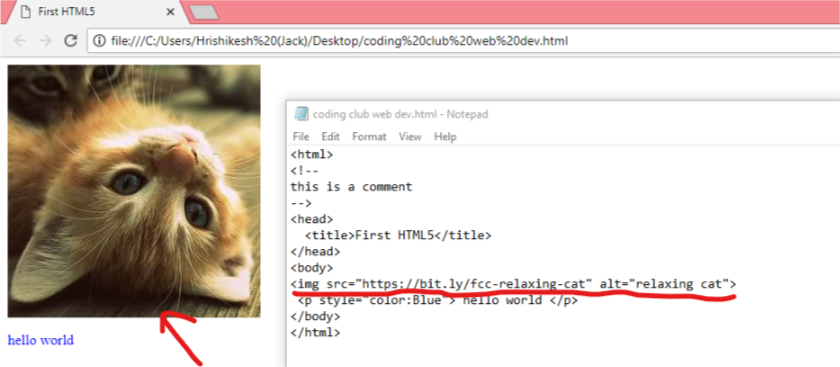 First HTML5
file:///C:/Users/Hrishikesh%20(Jack)/Desktop/coding%20club%20web%20dev.html
coding club web dev.html - Notepad
File Edit Format View Help
<html>
<!--
this is a comment
-->
<head>
<title>First HTML5</title>
</head>
<body>
<img src="https://bit.ly/fcc-relaxing-cat" alt="relaxing cat">
<p style="color:Blue"> hello world </p>
</body>
</html>
hello world